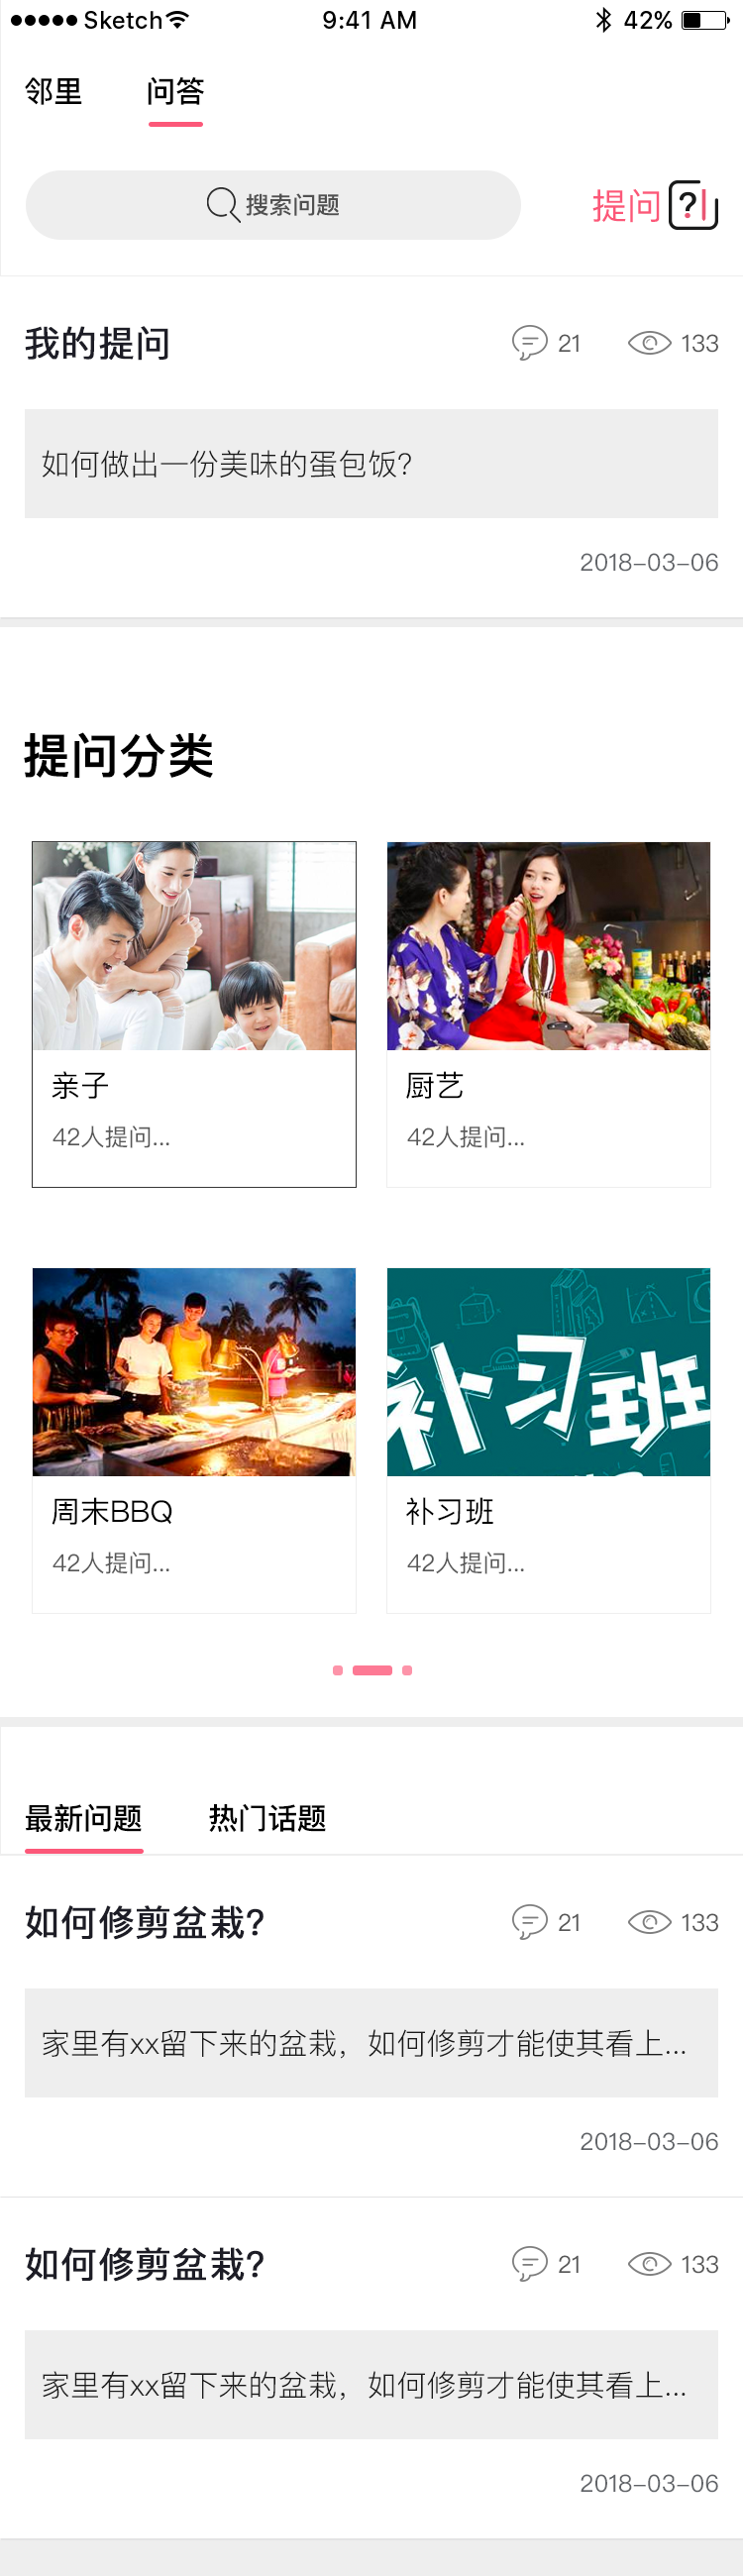 Sketch 9:41 AM 42%
邻里 问答
搜索问题 提问
我的提问 21 133
如何做出一份美味的蛋包饭?
2018-03-06
提问分类
亲子 厨艺
42人提问... 42人提问...
补习班
周末BBQ 补习班
42人提问... 42人提问...
最新问题 热门话题
如何修剪盆栽? 21 133
家里有xx留下来的盆栽，如何修剪才能使其看上...
2018-03-06
如何修剪盆栽? 21 133
家里有xx留下来的盆栽，如何修剪才能使其看上...
2018-03-06